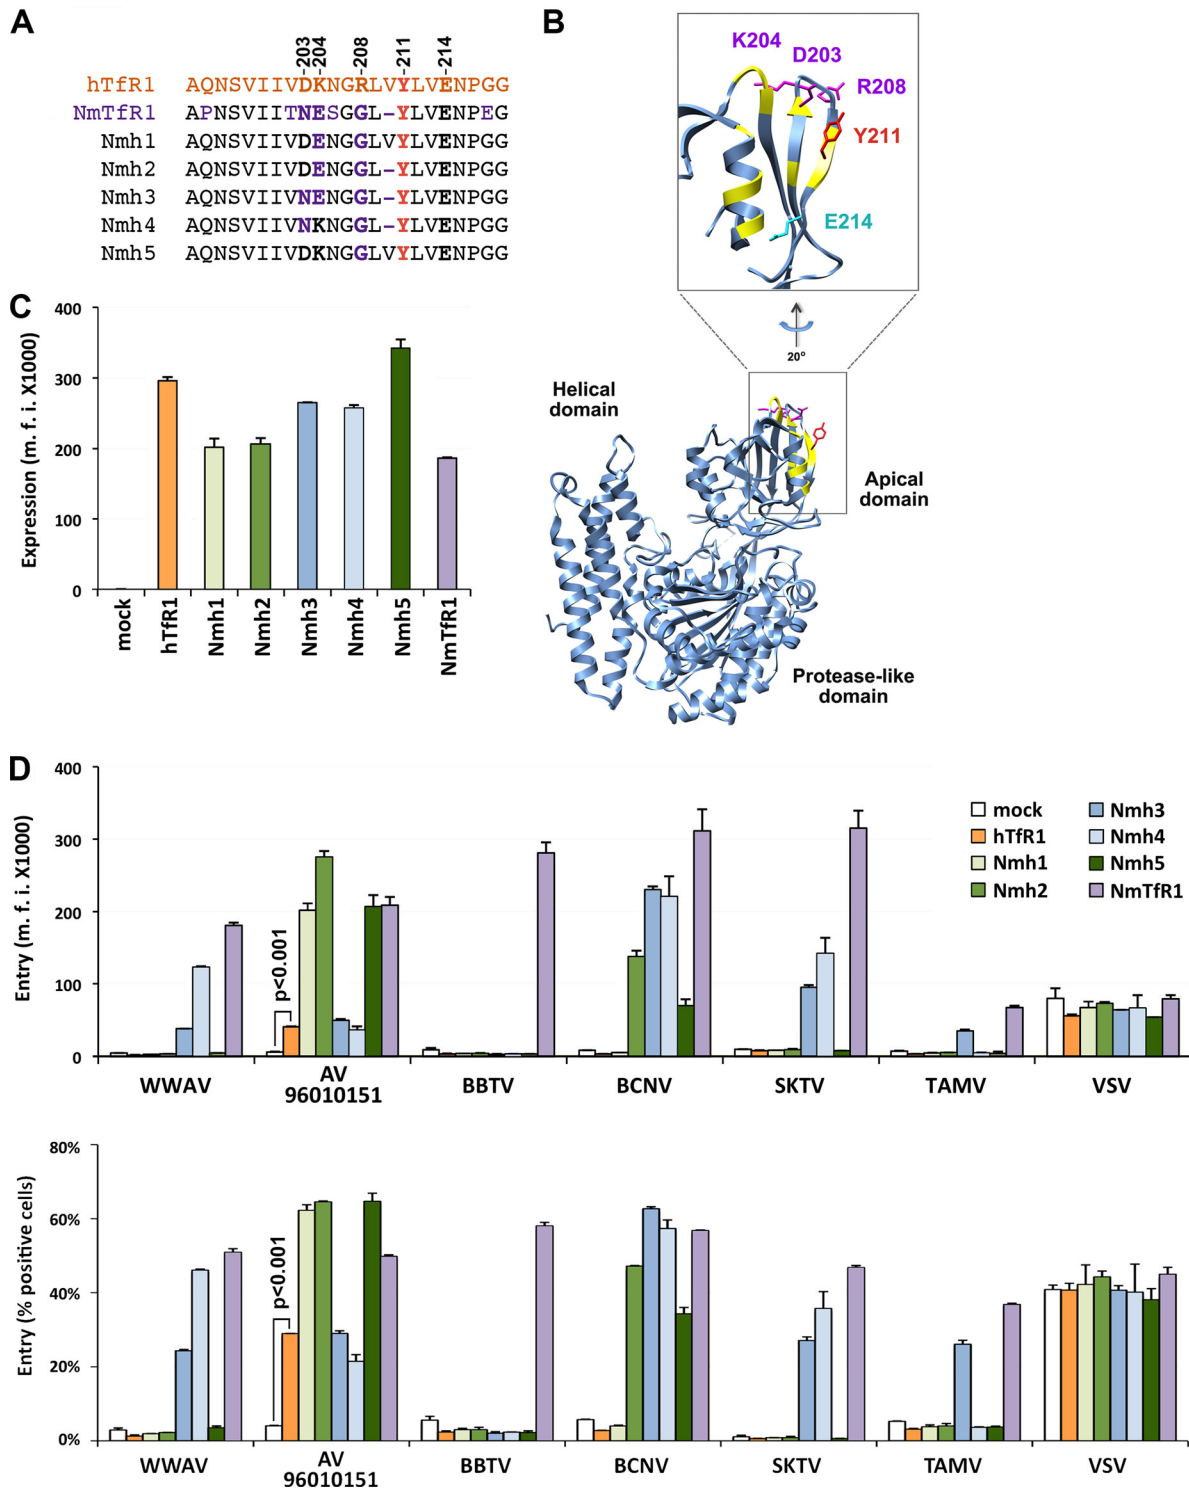 A
-203
-204
-208
-211
-214
hTfR1 AQNSVIIVDKNGRLVYLVENPGG
NmTfR1 APNSVIITNESGGL-YLVENPEG
Nmh1 AQNSVIIVDENGGLVYLVENPGG
Nmh2 AQNSVIIVDENGGL-YLVENPGG
Nmh3 AQNSVIIVNENGGL-YLVENPGG
Nmh4 AQNSVIIVNKNGGL-YLVENPGG
Nmh5 AQNSVIIVDKNGGLVYLVENPGG
B
K204
D203
R208
Y211
E214
20º
Helical
domain
Apical
domain
Protease-like
domain
C
Expression (m. f. i. X1000)
400
300
200
100
0
mock
hTfR1
Nmh1
Nmh2
Nmh3
Nmh4
Nmh5
NmTfR1
D
Entry (m. f. i. X1000)
400
300
200
100
0
p<0.001
mock
hTfR1
Nmh1
Nmh2
Nmh3
Nmh4
Nmh5
NmTfR1
WWAV
AV
96010151
BBTV
BCNV
SKTV
TAMV
VSV
Entry (% positive cells)
80%
60%
40%
20%
0%
p<0.001
WWAV
AV
96010151
BBTV
BCNV
SKTV
TAMV
VSV